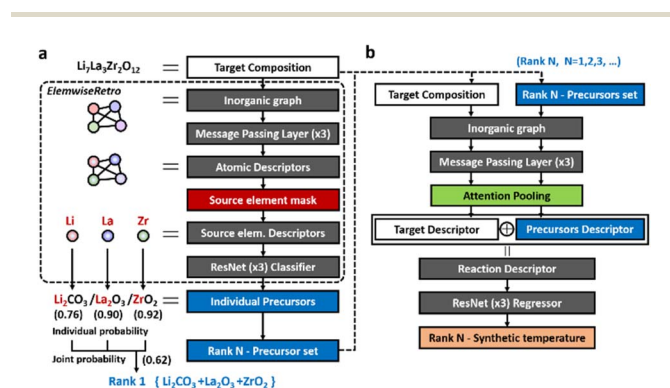 a
Li7La3Zr2O12
=
Target Composition
ElemwiseRetro
=
Inorganic graph
Message Passing Layer (x3)
=
Atomic Descriptors
Source element mask
Li La Zr
=
Source elem. Descriptors
ResNet (x3) Classifier
Li2CO3/La2O3/ZrO2
=
Individual Precursors
(0.76) (0.90) (0.92)
Individual probability
Joint probability
(0.62)
Rank N - Precursor set
Rank 1 { Li2CO3+La2O3+ZrO2 }
b
(Rank N, N=1,2,3, ...)
Target Composition
Rank N - Precursors set
Inorganic graph
Message Passing Layer (x3)
Attention Pooling
Target Descriptor
⊕
Precursors Descriptor
=
Reaction Descriptor
ResNet (x3) Regressor
Rank N - Synthetic temperature